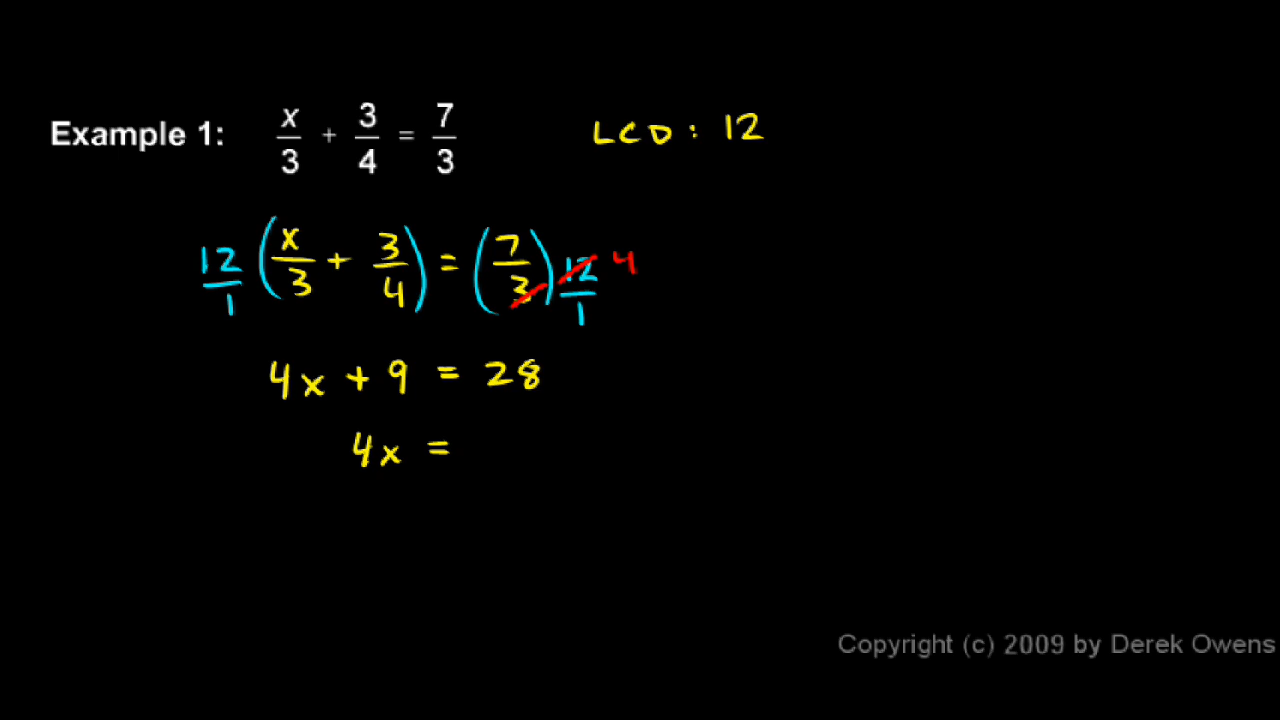 Example 1: x/3 + 3/4 = 7/3 LCD: 12
12/1 (x/3 + 3/4) = (7/3) 12/1 4
4x + 9 = 28
4x =
Copyright (c) 2009 by Derek Owens